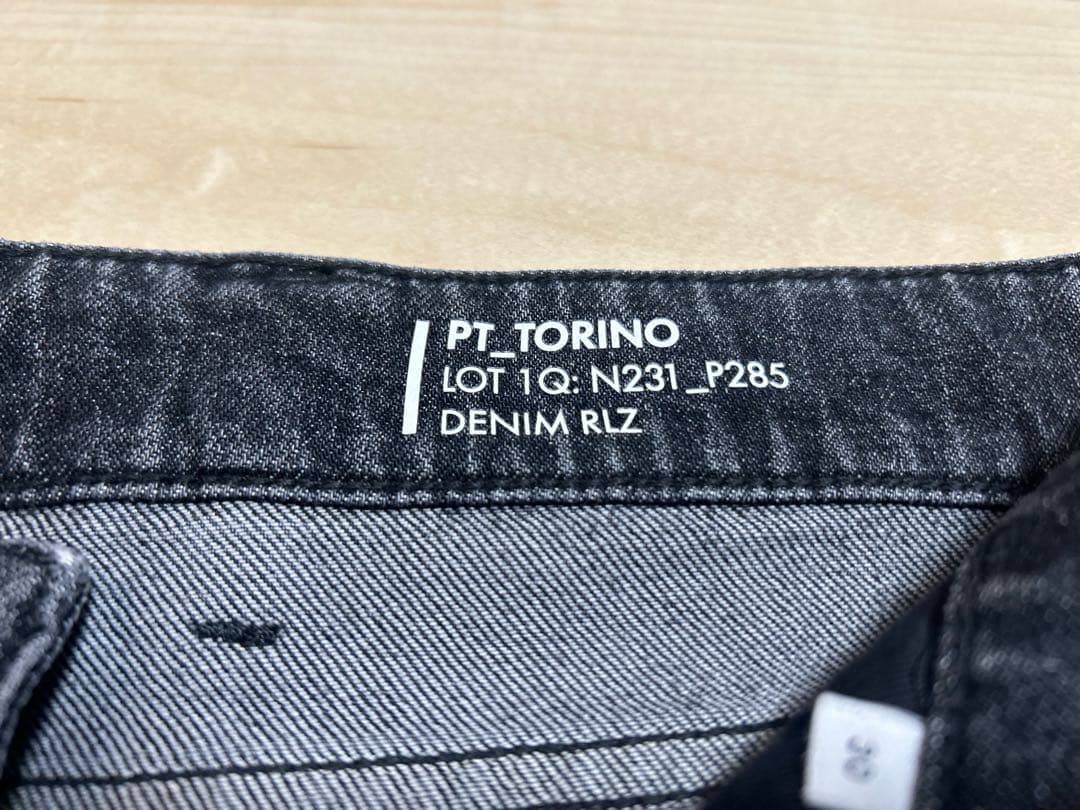 PT_TORINO
LOT 1Q: N231_P285
DENIM RLZ
30